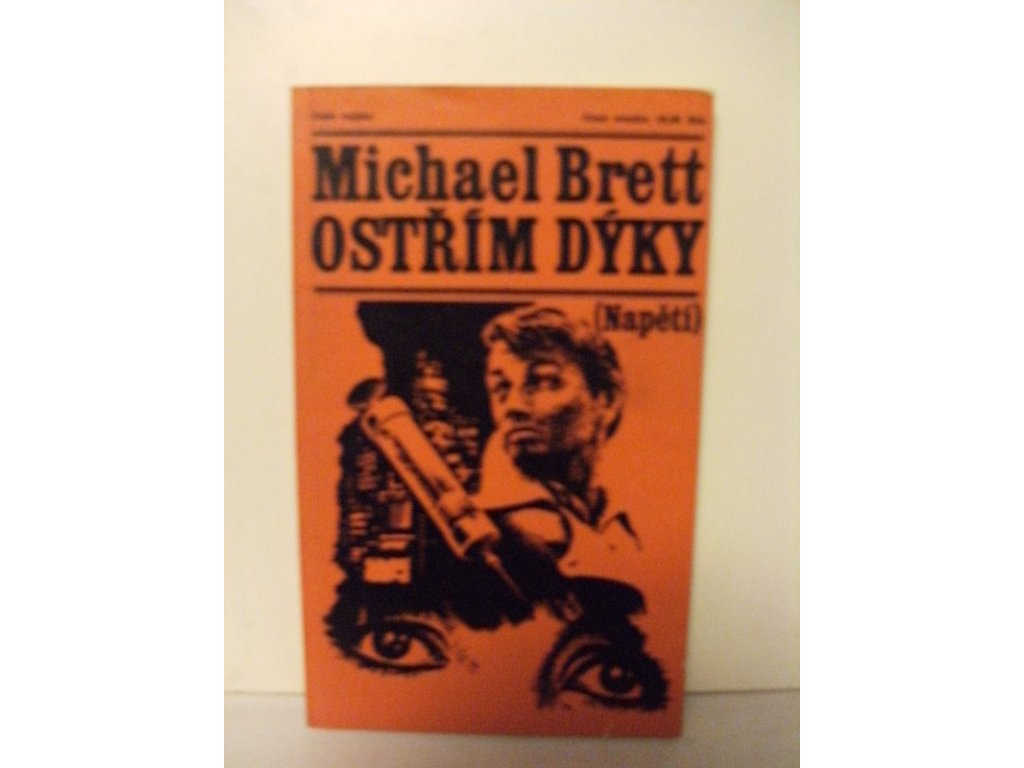 Michael Brett
OSTŘÍM DÝKY
(Napětí)